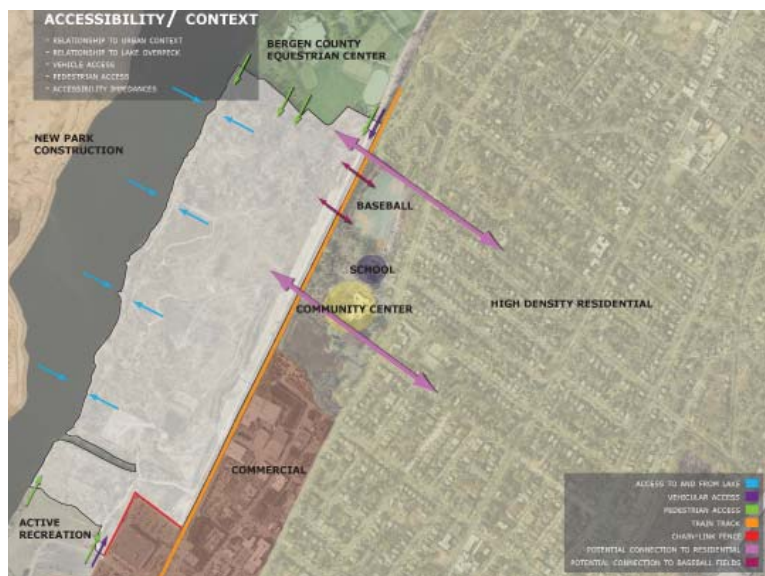 ACCESSIBILITY/ CONTEXT
- RELATIONSHIP TO URBAN CONTEXT
- RELATIONSHIP TO LAKE OVERPECK
- VEHICLE ACCESS
- PEDESTRIAN ACCESS
- ACCESSIBILITY IMPEDANCES
BERGEN COUNTY
EQUESTRIAN CENTER
NEW PARK
CONSTRUCTION
BASEBALL
SCHOOL
COMMUNITY CENTER
HIGH DENSITY RESIDENTIAL
COMMERCIAL
ACTIVE
RECREATION
ACCESS TO AND FROM LAKE
VEHICULAR ACCESS
PEDESTRIAN ACCESS
TRAIN TRACK
CHAIN-LINK FENCE
POTENTIAL CONNECTION TO RESIDENTIAL
POTENTIAL CONNECTION TO BASEBALL FIELDS